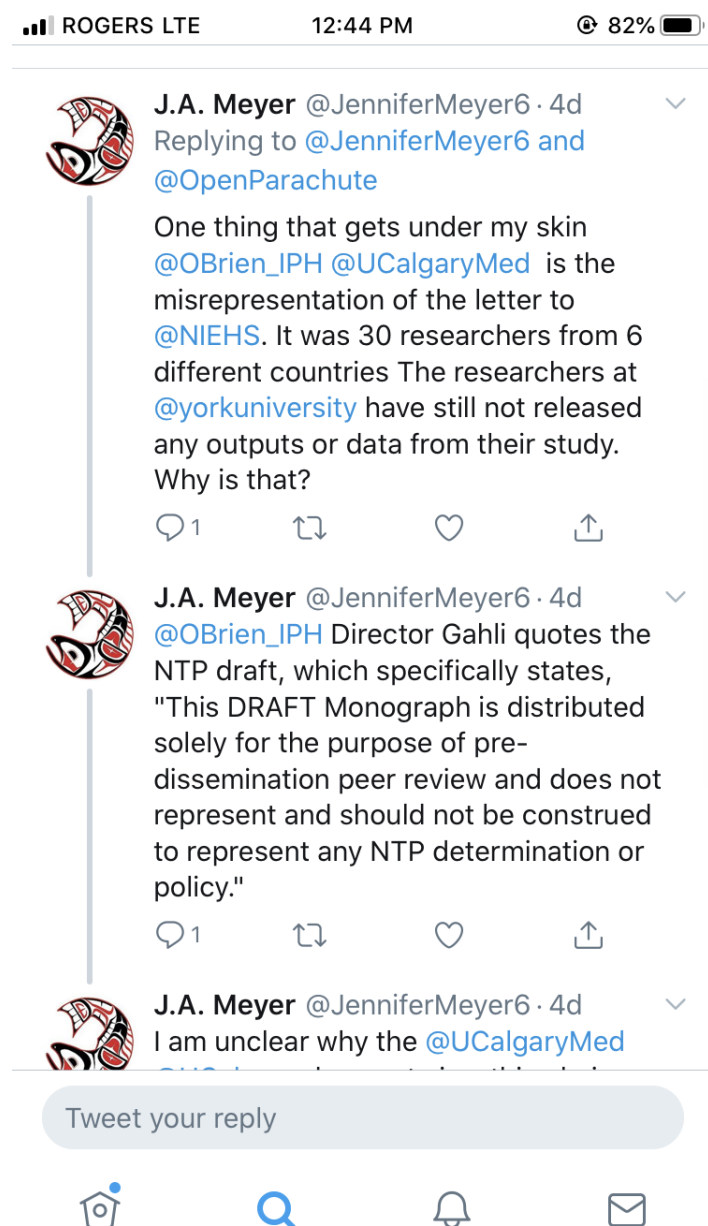 ROGERS LTE 12:44 PM 82%
J.A. Meyer @JenniferMeyer6 · 4d
Replying to @JenniferMeyer6 and
@OpenParachute
One thing that gets under my skin
@OBrien_IPH @UCalgaryMed is the
misrepresentation of the letter to
@NIEHS. It was 30 researchers from 6
different countries The researchers at
@yorkuniversity have still not released
any outputs or data from their study.
Why is that?
1
J.A. Meyer @JenniferMeyer6 · 4d
@OBrien_IPH Director Gahli quotes the
NTP draft, which specifically states,
"This DRAFT Monograph is distributed
solely for the purpose of pre-
dissemination peer review and does not
represent and should not be construed
to represent any NTP determination or
policy."
1
J.A. Meyer @JenniferMeyer6 · 4d
I am unclear why the @UCalgaryMed
Tweet your reply